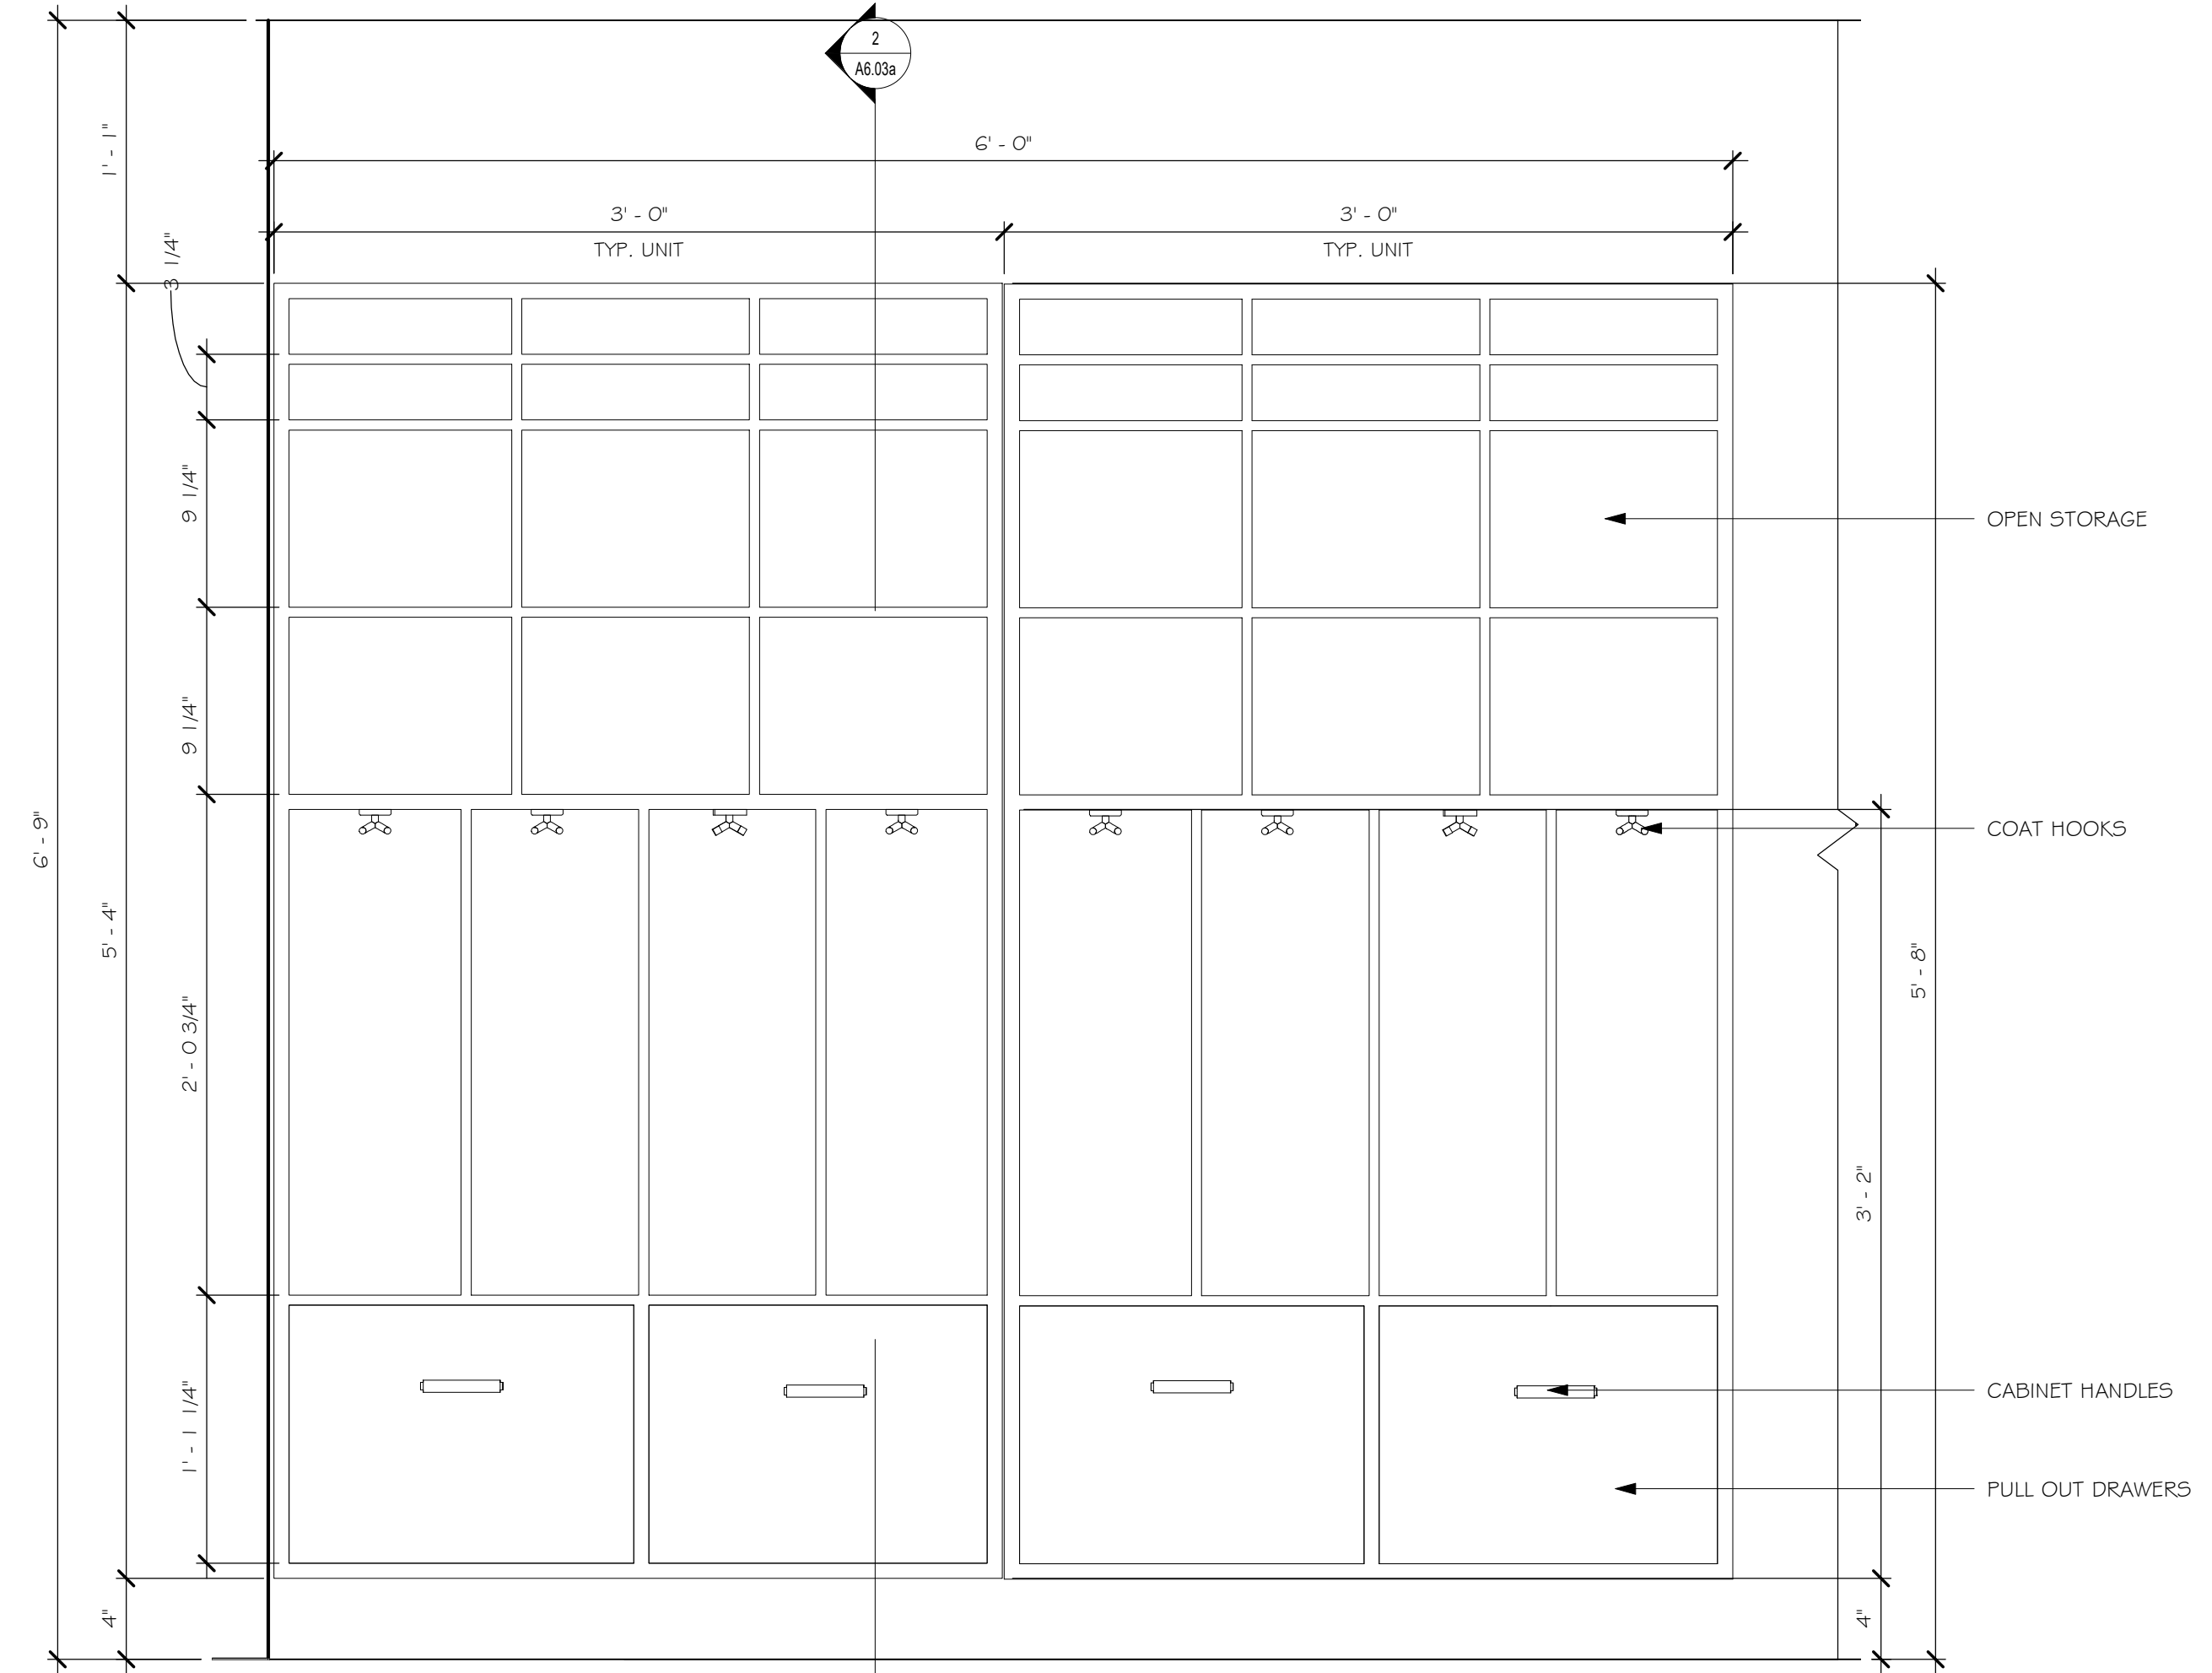 2
A6.03a
6' - 0"
3' - 0"
TYP. UNIT
3' - 0"
TYP. UNIT
1' - 1"
3 1/4"
9 1/4"
9 1/4"
6' - 9"
5' - 4"
2' - 0 3/4"
1' - 1 1/4"
4"
OPEN STORAGE
COAT HOOKS
5' - 8"
3' - 2"
CABINET HANDLES
PULL OUT DRAWERS
4"